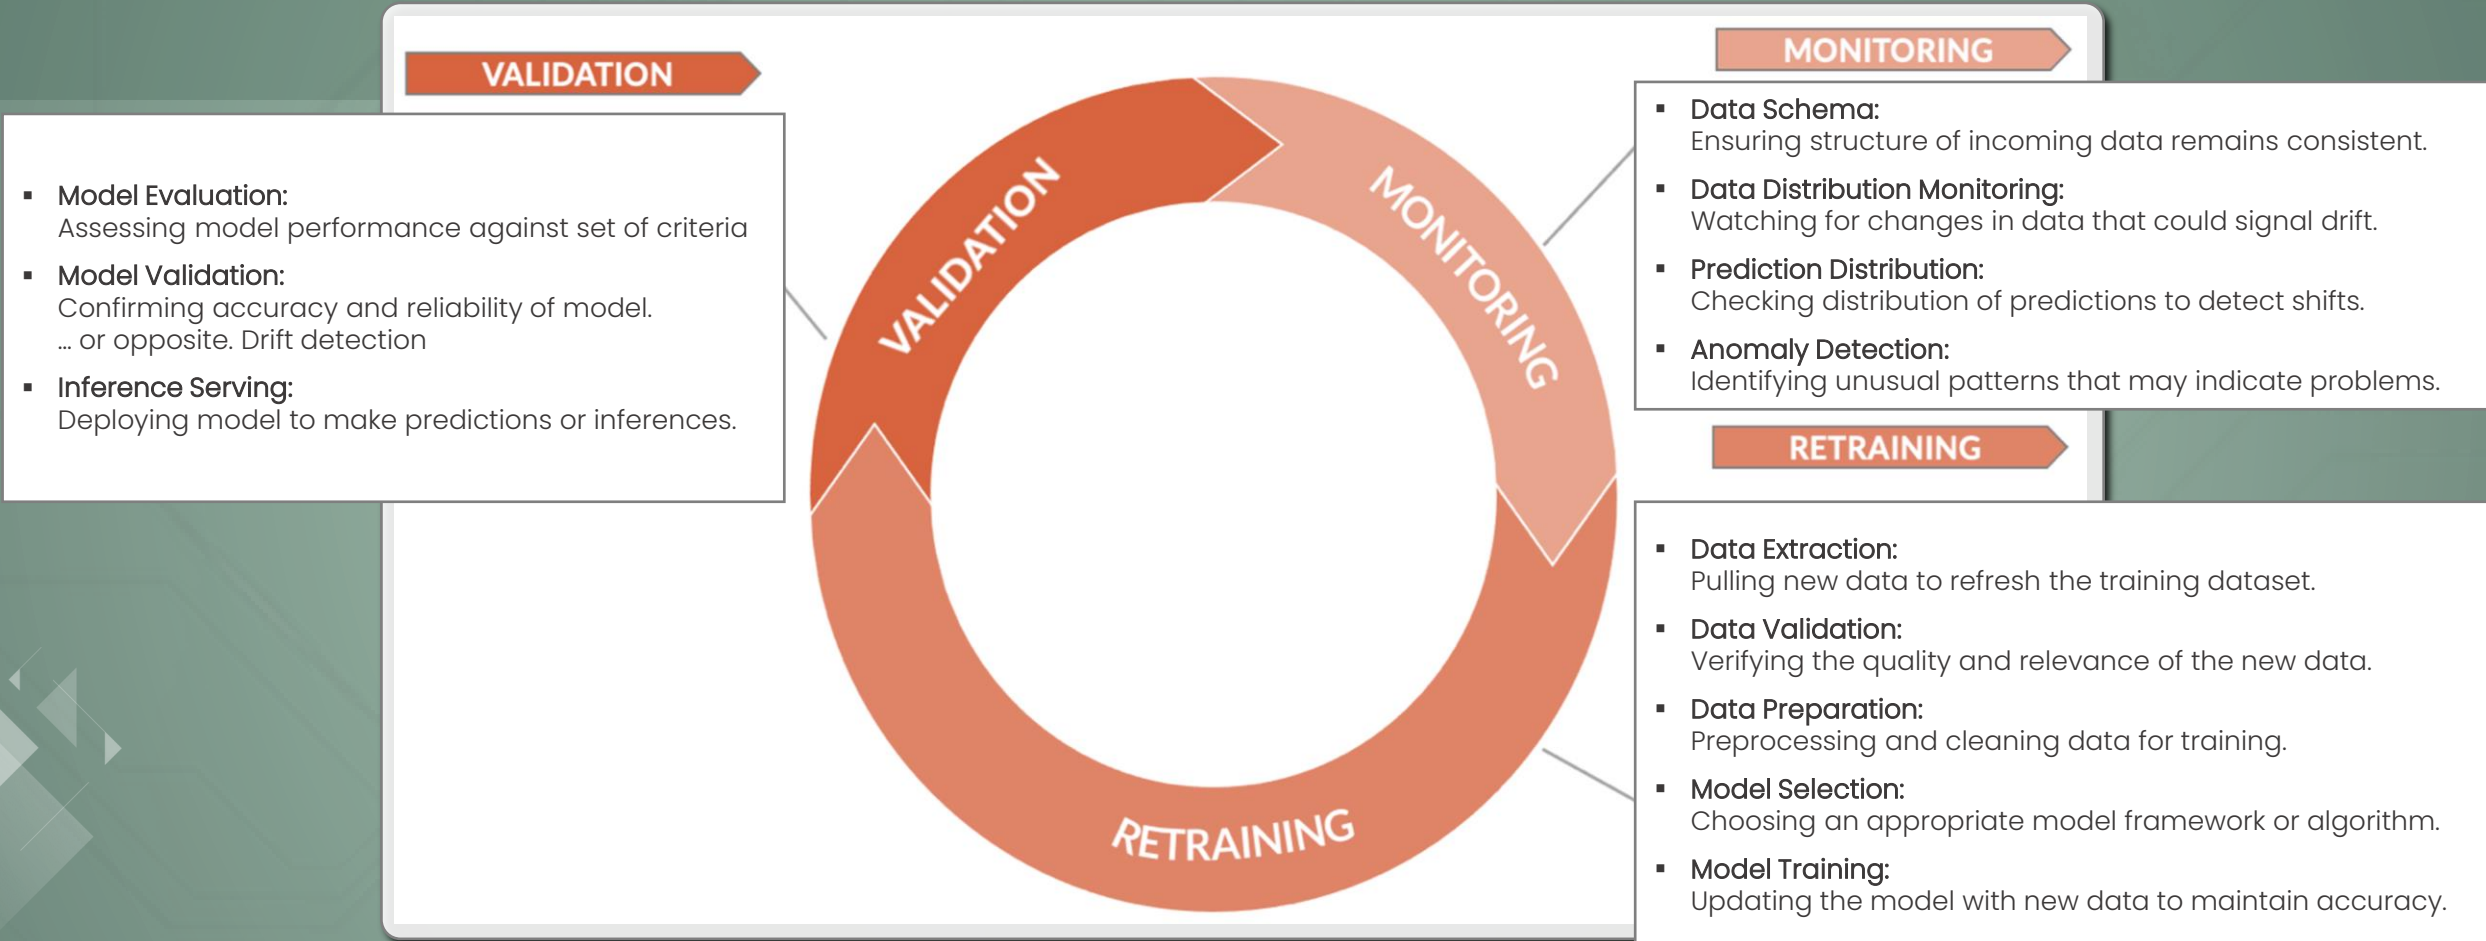 VALIDATION
▪ Model Evaluation:
Assessing model performance against set of criteria
▪ Model Validation:
Confirming accuracy and reliability of model.
... or opposite. Drift detection
▪ Inference Serving:
Deploying model to make predictions or inferences.
VALIDATION
MONITORING
RETRAINING
MONITORING
▪ Data Schema:
Ensuring structure of incoming data remains consistent.
▪ Data Distribution Monitoring:
Watching for changes in data that could signal drift.
▪ Prediction Distribution:
Checking distribution of predictions to detect shifts.
▪ Anomaly Detection:
Identifying unusual patterns that may indicate problems.
RETRAINING
▪ Data Extraction:
Pulling new data to refresh the training dataset.
▪ Data Validation:
Verifying the quality and relevance of the new data.
▪ Data Preparation:
Preprocessing and cleaning data for training.
▪ Model Selection:
Choosing an appropriate model framework or algorithm.
▪ Model Training:
Updating the model with new data to maintain accuracy.